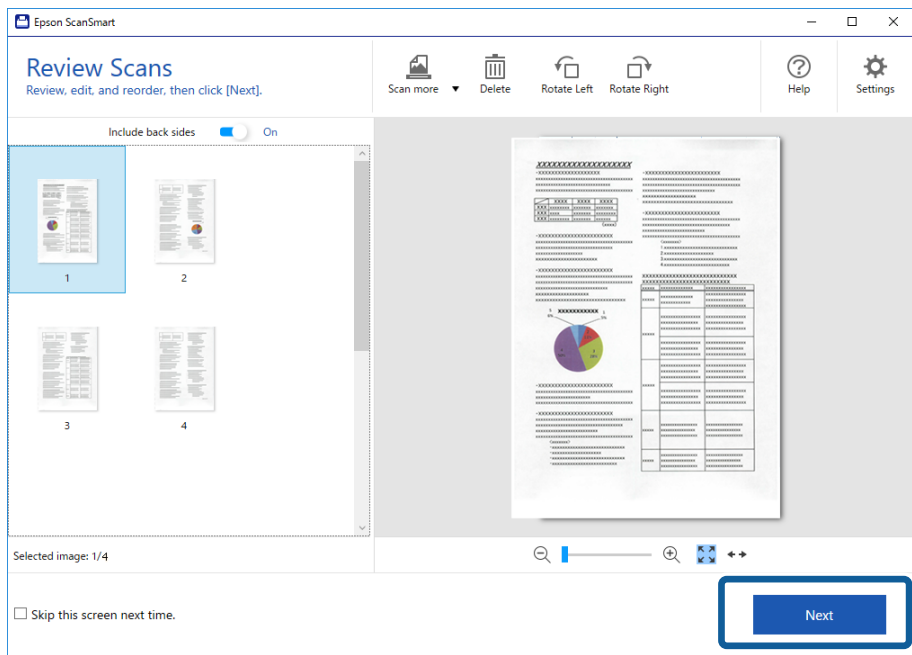 Epson ScanSmart
Review Scans
Review, edit, and reorder, then click [Next].
Scan more
Delete
Rotate Left
Rotate Right
Help
Settings
Include back sides
On
1
2
3
4
Selected image: 1/4
Skip this screen next time.
Next